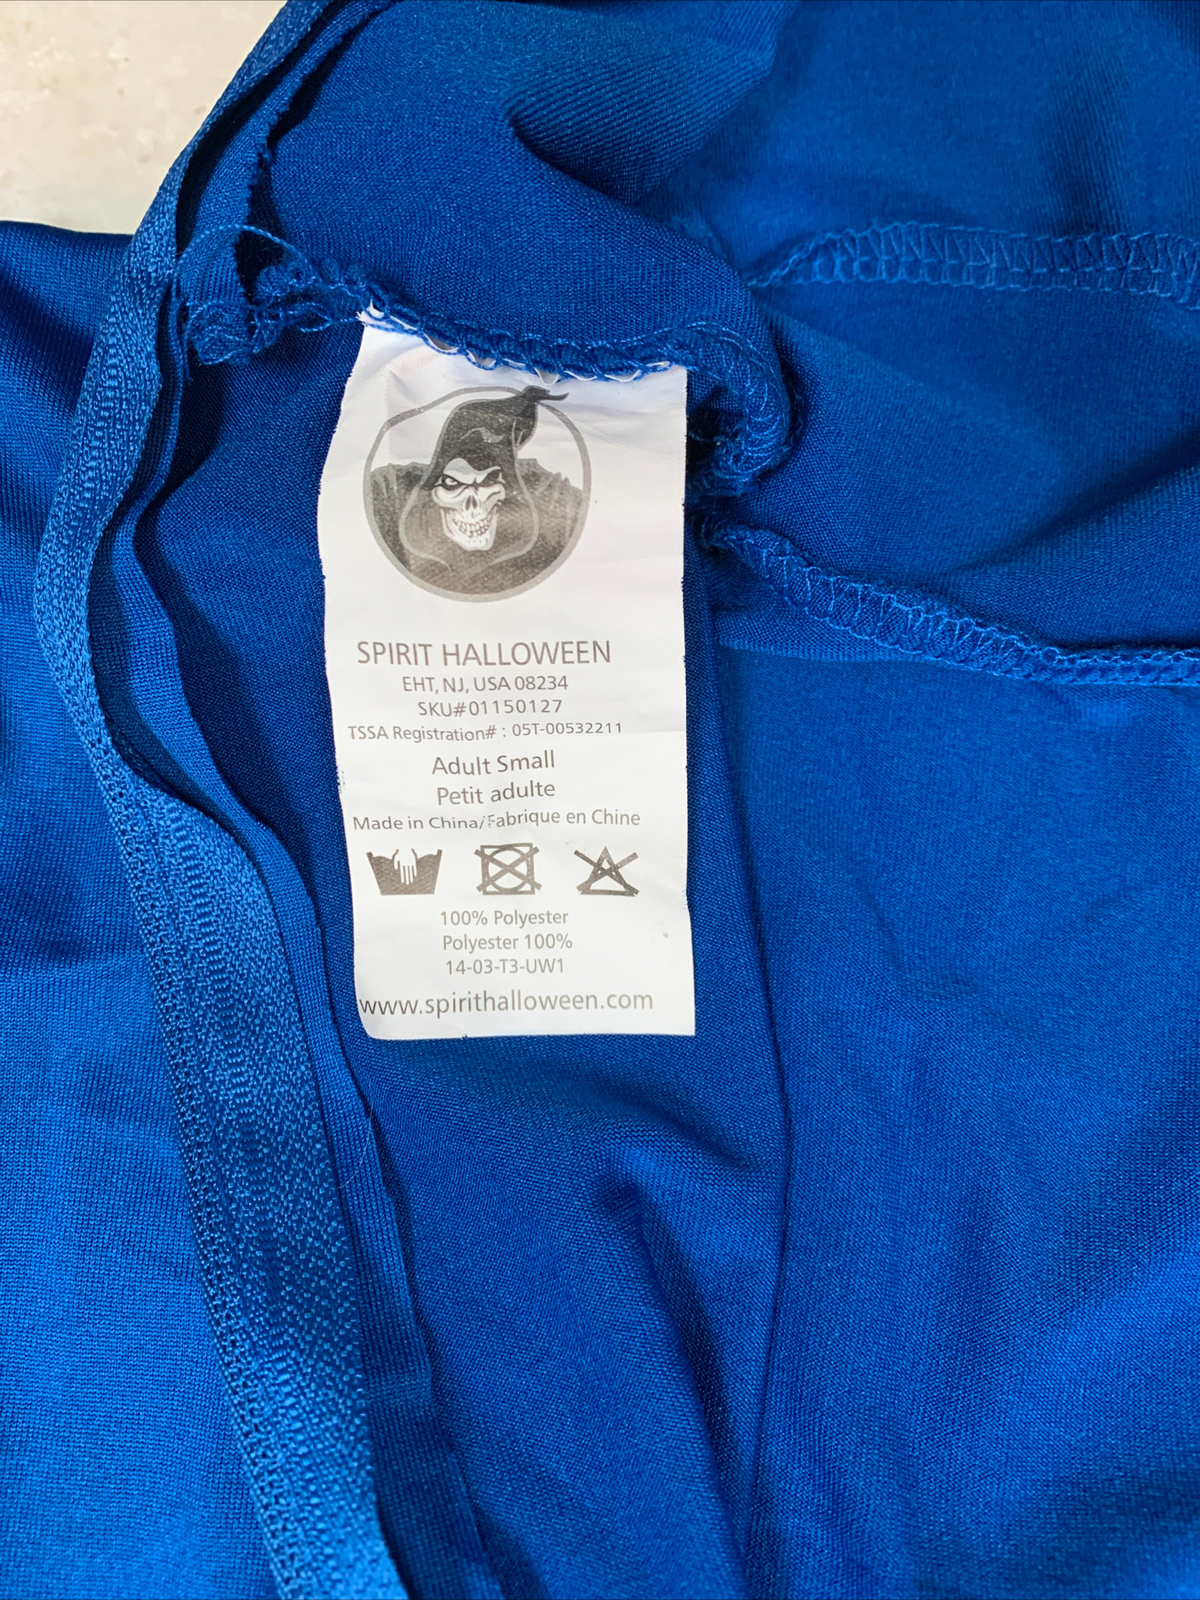 SPIRIT HALLOWEEN
EHT, NJ, USA 08234
SKU#01150127
TSSA Registration# : 05T-00532211
Adult Small
Petit adulte
Made in China/Fabrique en Chine
100% Polyester
Polyester 100%
14-03-T3-UW1
www.spirithalloween.com